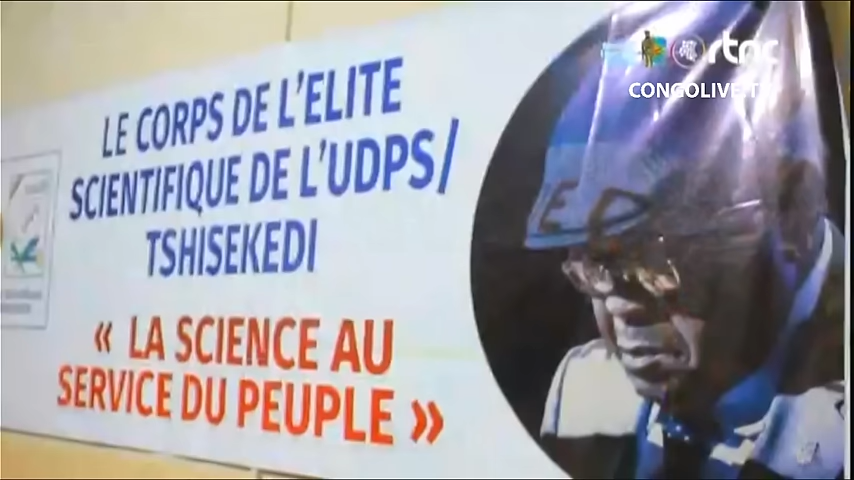 rtnc
CONGOLIVE.T
LE CORPS DE L'ELITE
SCIENTIFIQUE DE L'UDPS/
TSHISEKEDI
« LA SCIENCE AU
SERVICE DU PEUPLE »